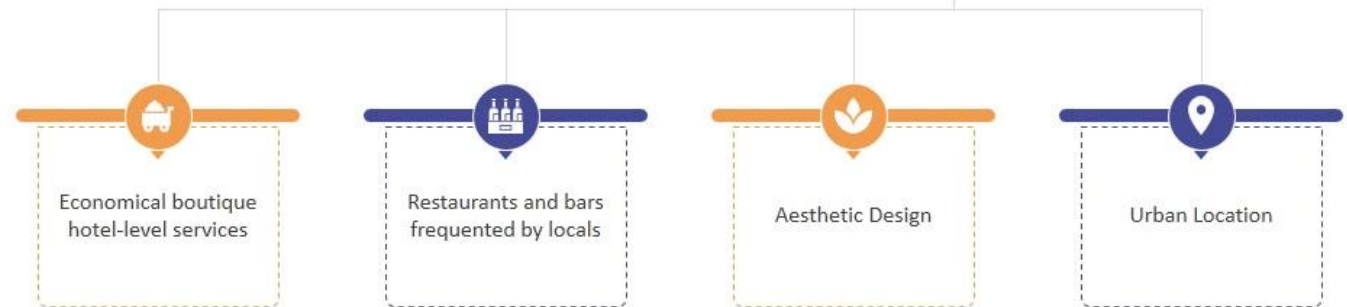 Economical boutique
hotel-level services
Restaurants and bars
frequented by locals
Aesthetic Design
Urban Location